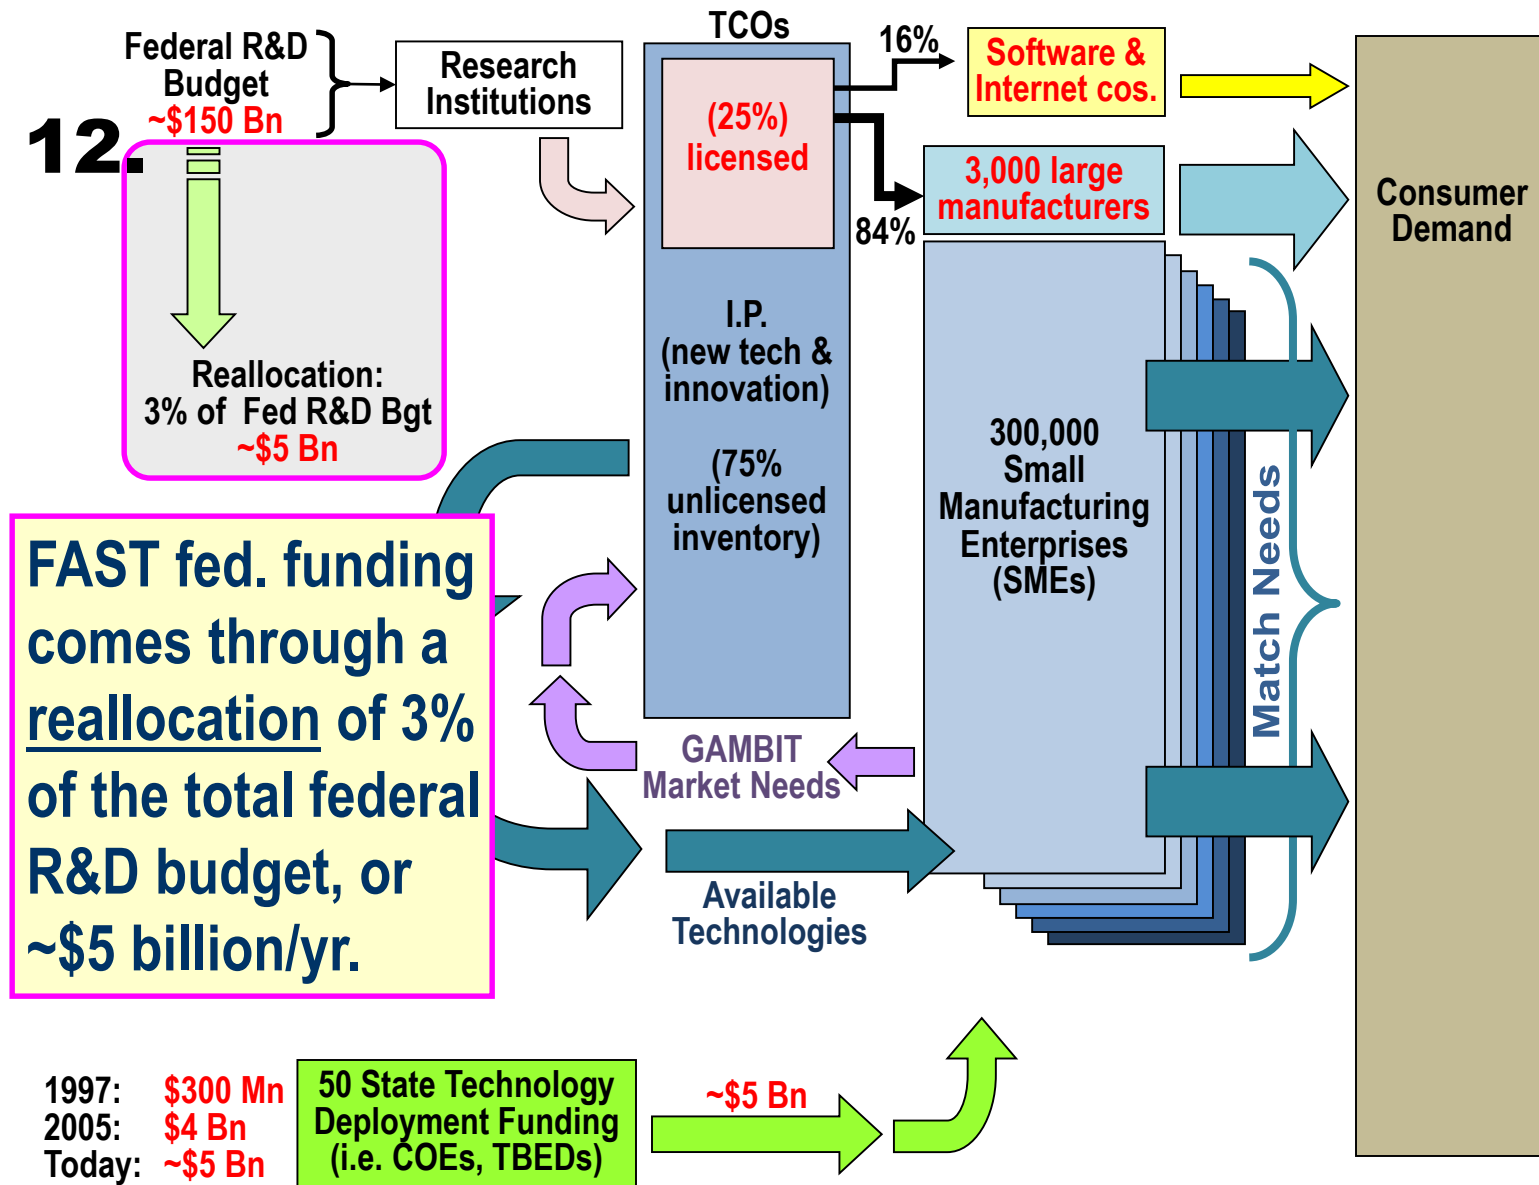 TCOs
Federal R&D
Budget
~$150 Bn
12.
Research
Institutions
16%
Software &
Internet cos.
(25%)
licensed
3,000 large
manufacturers
84%
Consumer
Demand
Reallocation:
3% of Fed R&D Bgt
~$5 Bn
I.P.
(new tech &
innovation)
(75%
unlicensed
inventory)
300,000
Small
Manufacturing
Enterprises
(SMEs)
Match Needs
FAST fed. funding
comes through a
reallocation of 3%
of the total federal
R&D budget, or
~$5 billion/yr.
GAMBIT
Market Needs
Available
Technologies
1997: $300 Mn
2005: $4 Bn
Today: ~$5 Bn
50 State Technology
Deployment Funding
(i.e. COEs, TBEDs)
~$5 Bn